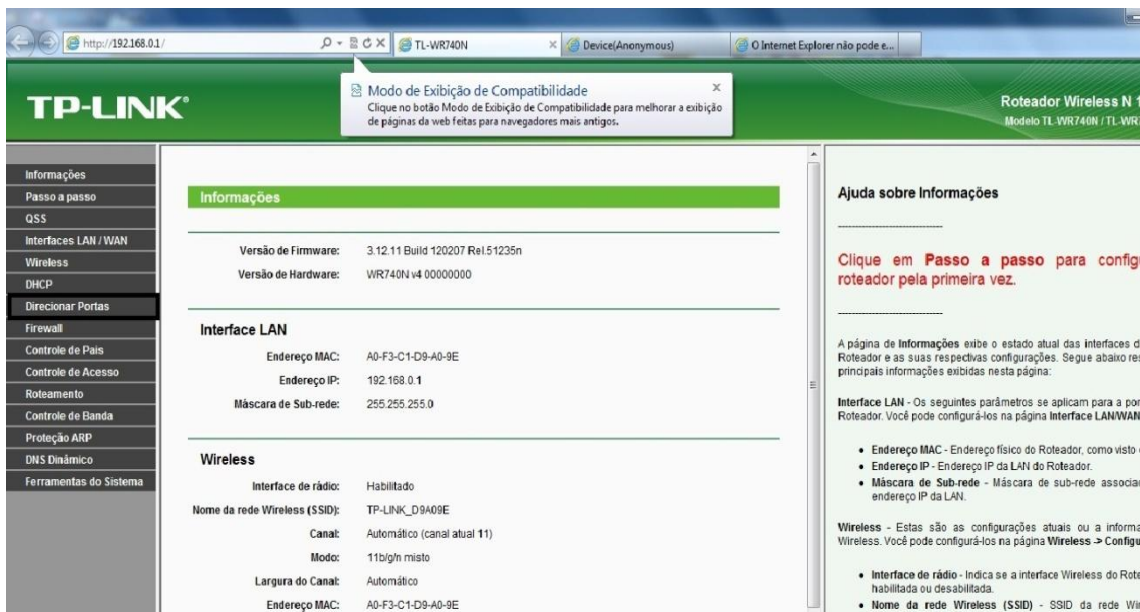 http://192.168.0.1/
TL-WR740N
Device(Anonymous)
O Internet Explorer não pode e...
Modo de Exibição de Compatibilidade
Clique no botão Modo de Exibição de Compatibilidade para melhorar a exibição
de páginas da web feitas para navegadores mais antigos.
TP-LINK®
Roteador Wireless N 1
Modelo TL-WR740N / TL-WR
Informações
Passo a passo
QSS
Interfaces LAN / WAN
Wireless
DHCP
Direcionar Portas
Firewall
Controle de Pais
Controle de Acesso
Roteamento
Controle de Banda
Proteção ARP
DNS Dinâmico
Ferramentas do Sistema
Informações
Versão de Firmware: 3.12.11 Build 120207 Rel.51235n
Versão de Hardware: WR740N v4 00000000
Interface LAN
Endereço MAC: A0-F3-C1-D9-A0-9E
Endereço IP: 192.168.0.1
Máscara de Sub-rede: 255.255.255.0
Wireless
Interface de rádio: Habilitado
Nome da rede Wireless (SSID): TP-LINK_D9A09E
Canal: Automático (canal atual 11)
Modo: 11b/g/n misto
Largura do Canal: Automático
Endereço MAC: A0-F3-C1-D9-A0-9E
Ajuda sobre Informações
Clique em Passo a passo para configu
roteador pela primeira vez.
A página de Informações exibe o estado atual das interfaces d
Roteador e as suas respectivas configurações. Segue abaixo re
principais informações exibidas nesta página:
Interface LAN - Os seguintes parâmetros se aplicam para a por
Roteador. Você pode configurá-los na página Interface LAN/WAN
• Endereço MAC - Endereço físico do Roteador, como visto
• Endereço IP - Endereço IP da LAN do Roteador.
• Máscara de Sub-rede - Máscara de sub-rede associa
endereço IP da LAN.
Wireless - Estas são as configurações atuais ou a informa
Wireless. Você pode configurá-los na página Wireless -> Configu
• Interface de rádio - Indica se a interface Wireless do Rote
habilitada ou desabilitada.
• Nome da rede Wireless (SSID) - SSID da rede Wir